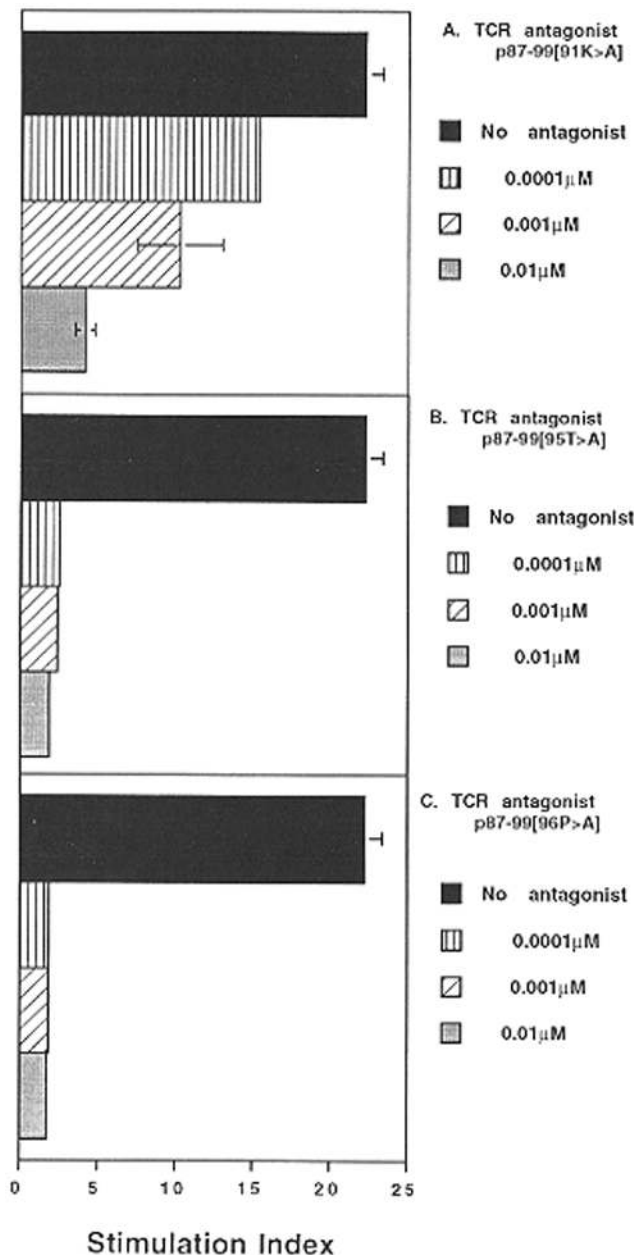 A. TCR antagonist
p87-99[91K>A]
No antagonist
0.0001μM
0.001μM
0.01μM
B. TCR antagonist
p87-99[95T>A]
No antagonist
0.0001μM
0.001μM
0.01μM
C. TCR antagonist
p87-99[96P>A]
No antagonist
0.0001μM
0.001μM
0.01μM
0 5 10 15 20 25
Stimulation Index